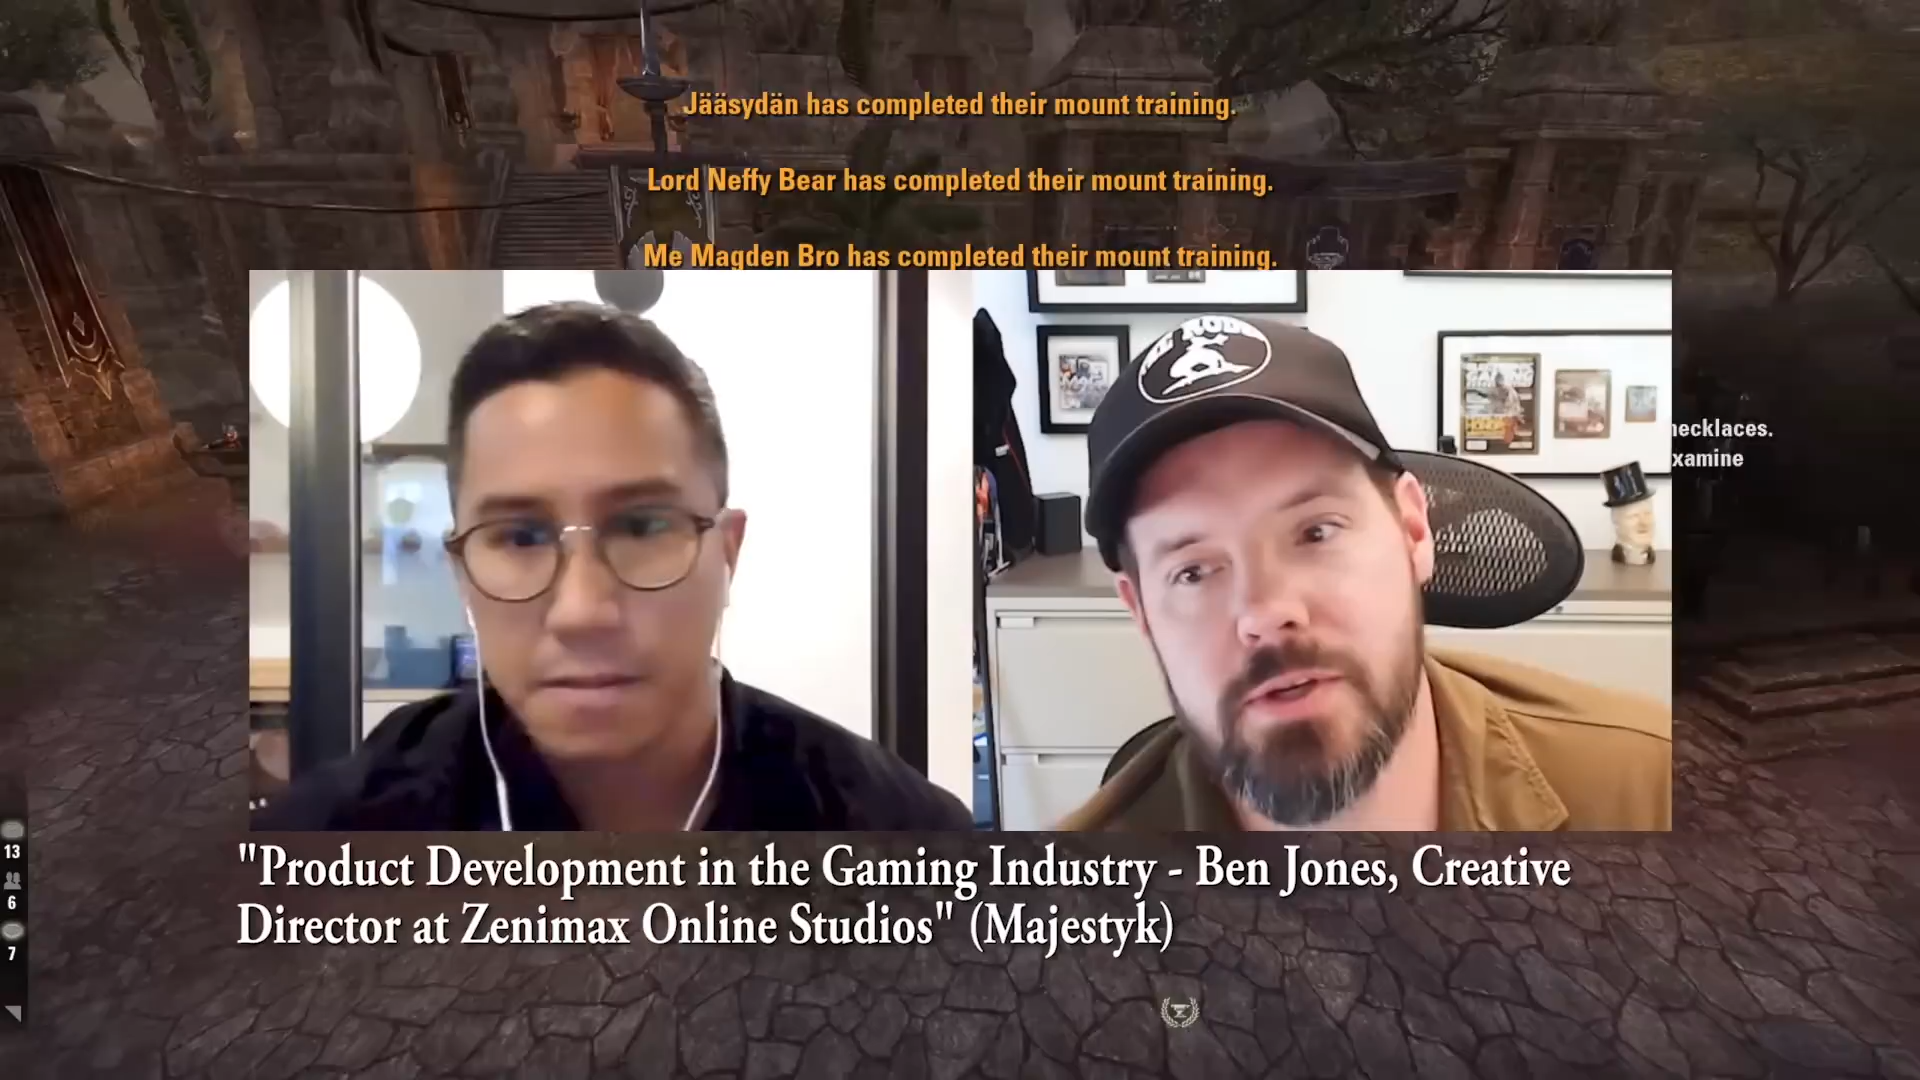 Jääsydän has completed their mount training.
Lord Neffy Bear has completed their mount training.
Me Magden Bro has completed their mount training.
necklaces.
xamine
13
6
7
"Product Development in the Gaming Industry - Ben Jones, Creative
Director at Zenimax Online Studios" (Majestyk)